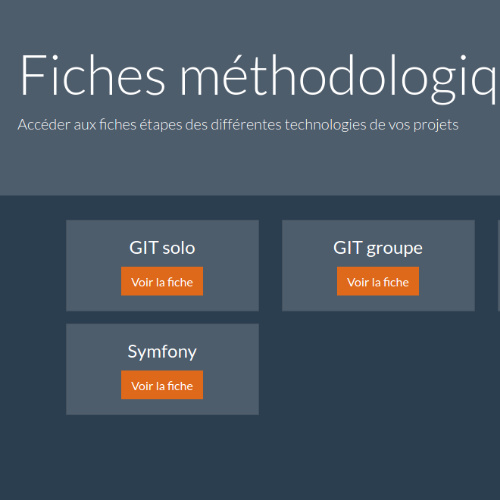 Fiches méthodologiq
Accéder aux fiches étapes des différentes technologies de vos projets
GIT solo
Voir la fiche
GIT groupe
Voir la fiche
Symfony
Voir la fiche